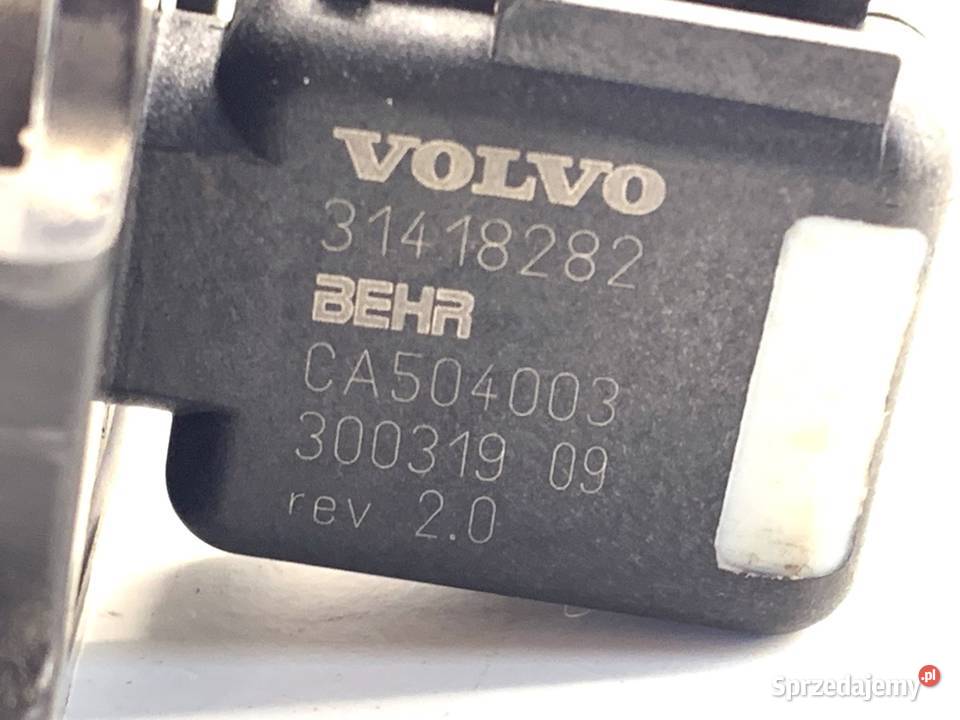 VOLVO
31418282
BEHR
CA504003
300319 09
rev 2.0
Sprzedajemy.pl